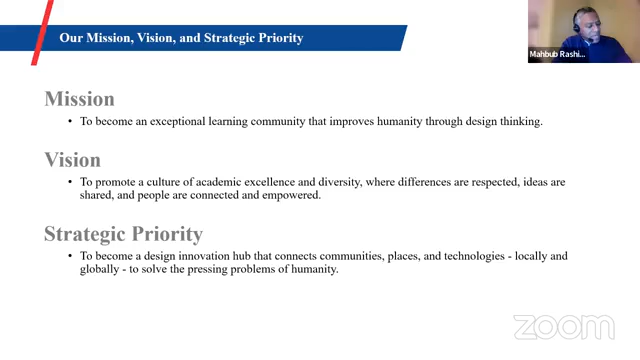 Our Mission, Vision, and Strategic Priority
Mahbub Rashi...
Mission
• To become an exceptional learning community that improves humanity through design thinking.
Vision
• To promote a culture of academic excellence and diversity, where differences are respected, ideas are
shared, and people are connected and empowered.
Strategic Priority
• To become a design innovation hub that connects communities, places, and technologies - locally and
globally - to solve the pressing problems of humanity.
zoom